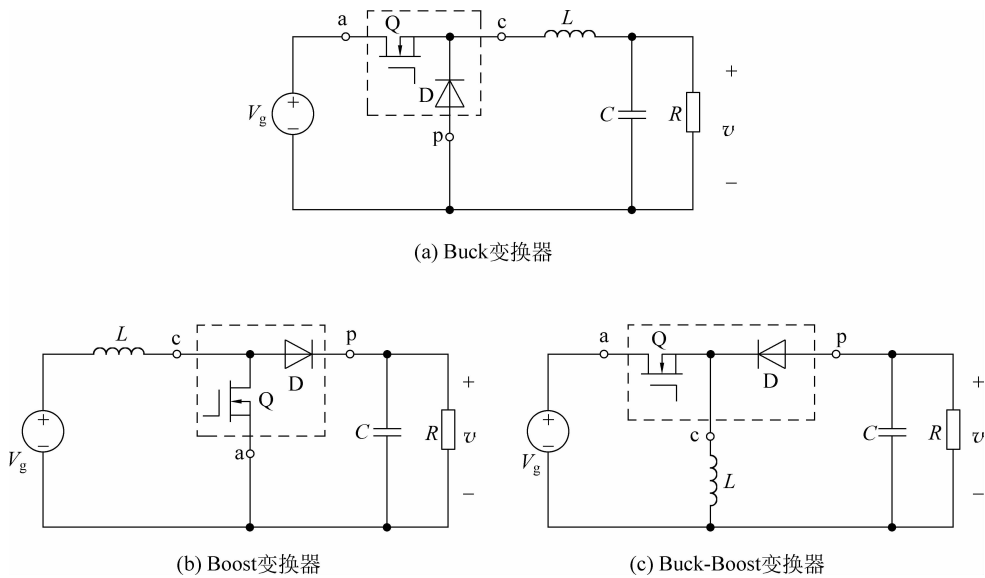 a
Q
c
L
D
p
V_g
+
−
C
R
+
v
−
(a) Buck变换器
L
c
p
D
Q
a
V_g
+
−
C
R
+
v
−
(b) Boost变换器
a
Q
p
D
c
L
V_g
+
−
C
R
+
v
−
(c) Buck-Boost变换器